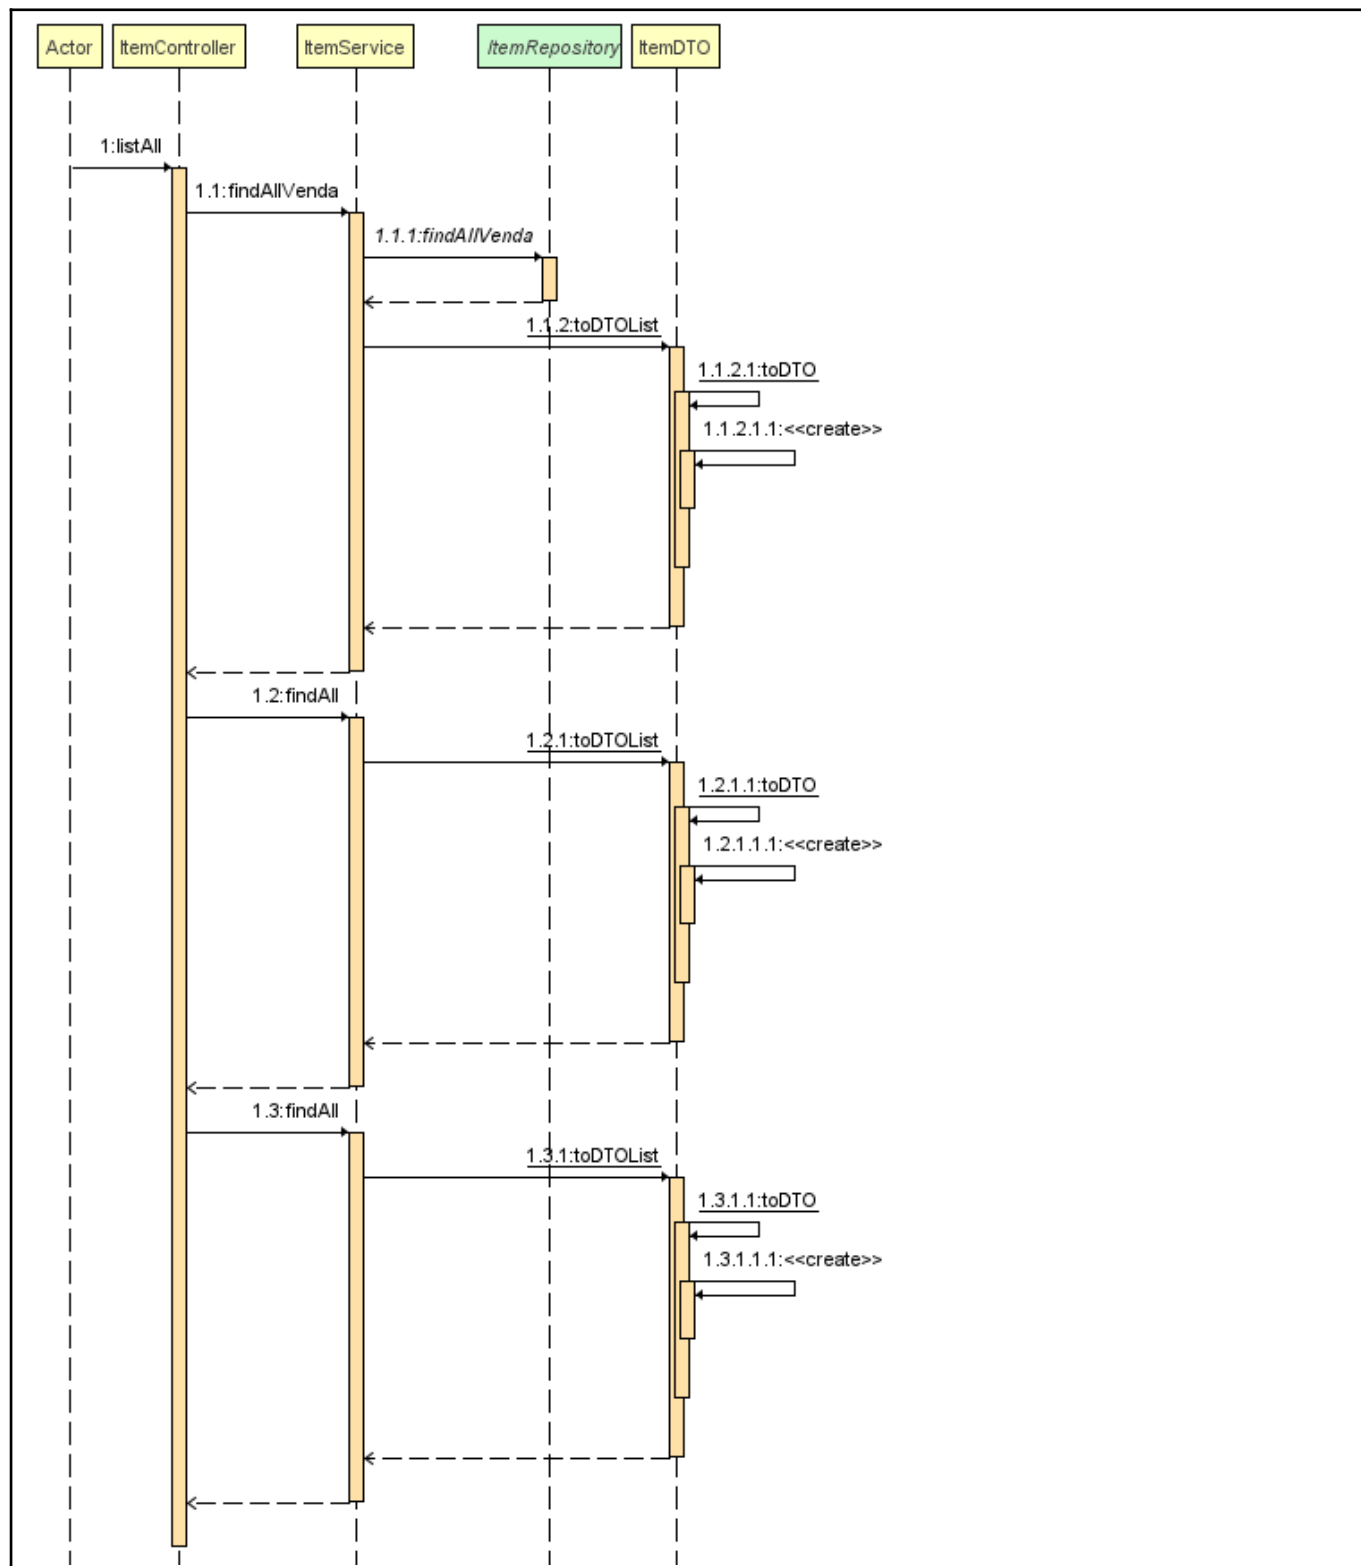 Actor
ItemController
ItemService
ItemRepository
ItemDTO
1:listAll
1.1:findAllVenda
1.1.1:findAllVenda
1.1.2:toDTOList
1.1.2.1:toDTO
1.1.2.1.1:<<create>>
1.2:findAll
1.2.1:toDTOList
1.2.1.1:toDTO
1.2.1.1.1:<<create>>
1.3:findAll
1.3.1:toDTOList
1.3.1.1:toDTO
1.3.1.1.1:<<create>>